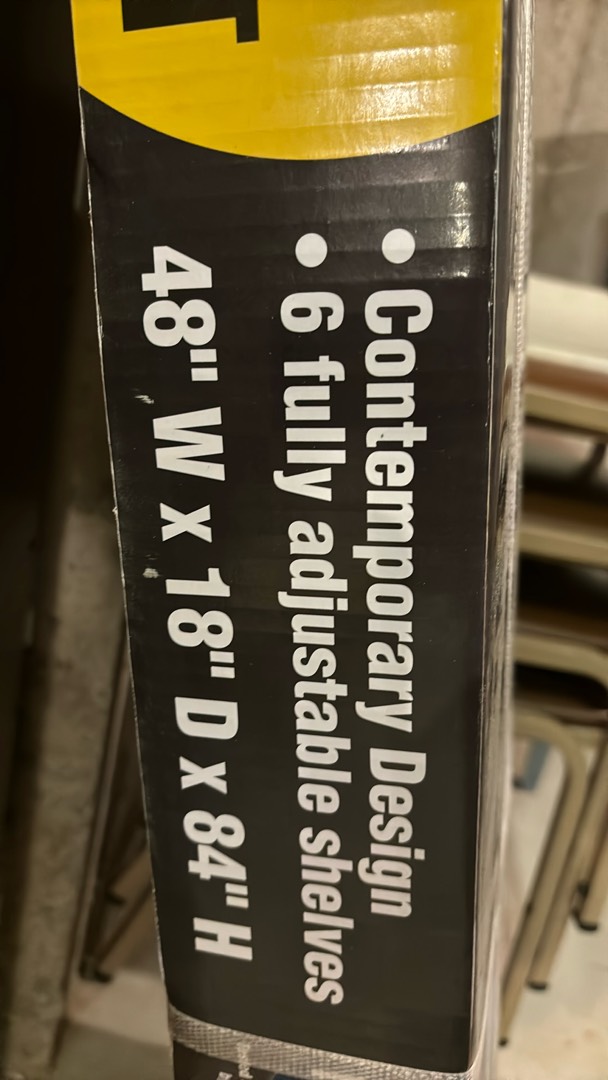 • Contemporary Design
• 6 fully adjustable shelves
48" W x 18" D x 84" H